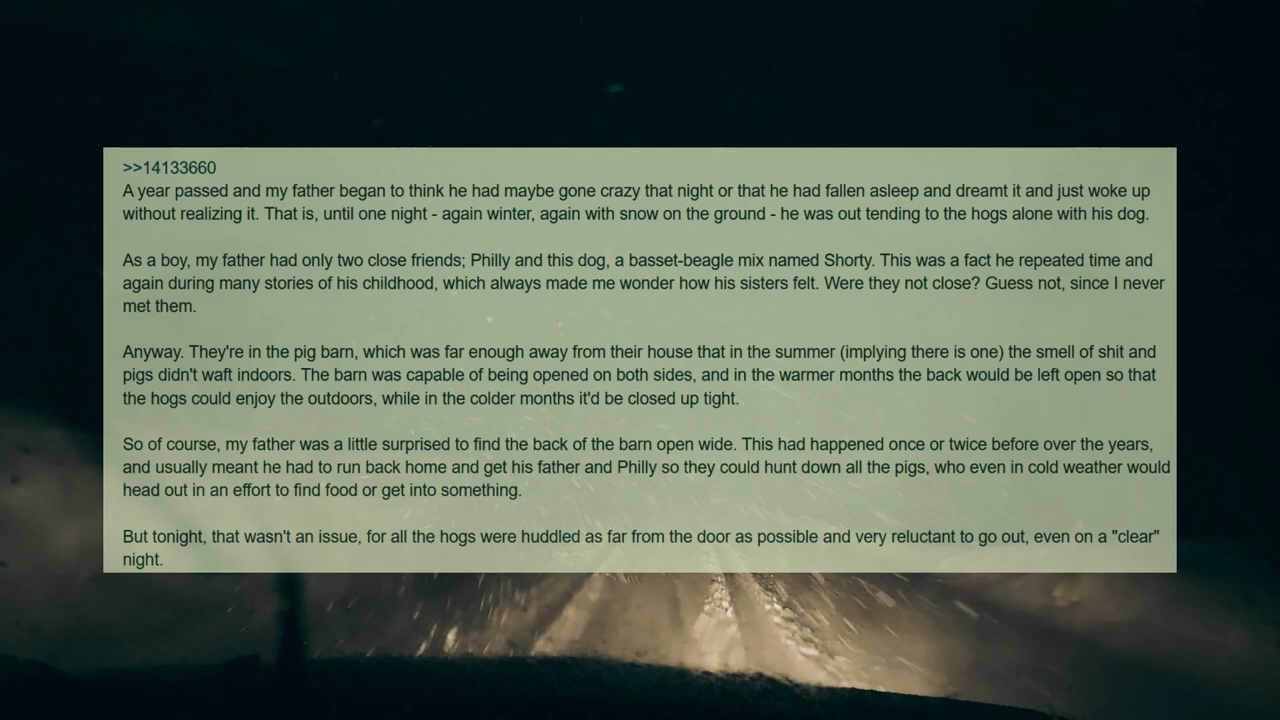 >>14133660
A year passed and my father began to think he had maybe gone crazy that night or that he had fallen asleep and dreamt it and just woke up
without realizing it. That is, until one night - again winter, again with snow on the ground - he was out tending to the hogs alone with his dog.
As a boy, my father had only two close friends; Philly and this dog, a basset-beagle mix named Shorty. This was a fact he repeated time and
again during many stories of his childhood, which always made me wonder how his sisters felt. Were they not close? Guess not, since I never
met them.
Anyway. They're in the pig barn, which was far enough away from their house that in the summer (implying there is one) the smell of shit and
pigs didn't waft indoors. The barn was capable of being opened on both sides, and in the warmer months the back would be left open so that
the hogs could enjoy the outdoors, while in the colder months it'd be closed up tight.
So of course, my father was a little surprised to find the back of the barn open wide. This had happened once or twice before over the years,
and usually meant he had to run back home and get his father and Philly so they could hunt down all the pigs, who even in cold weather would
head out in an effort to find food or get into something.
But tonight, that wasn't an issue, for all the hogs were huddled as far from the door as possible and very reluctant to go out, even on a "clear"
night.